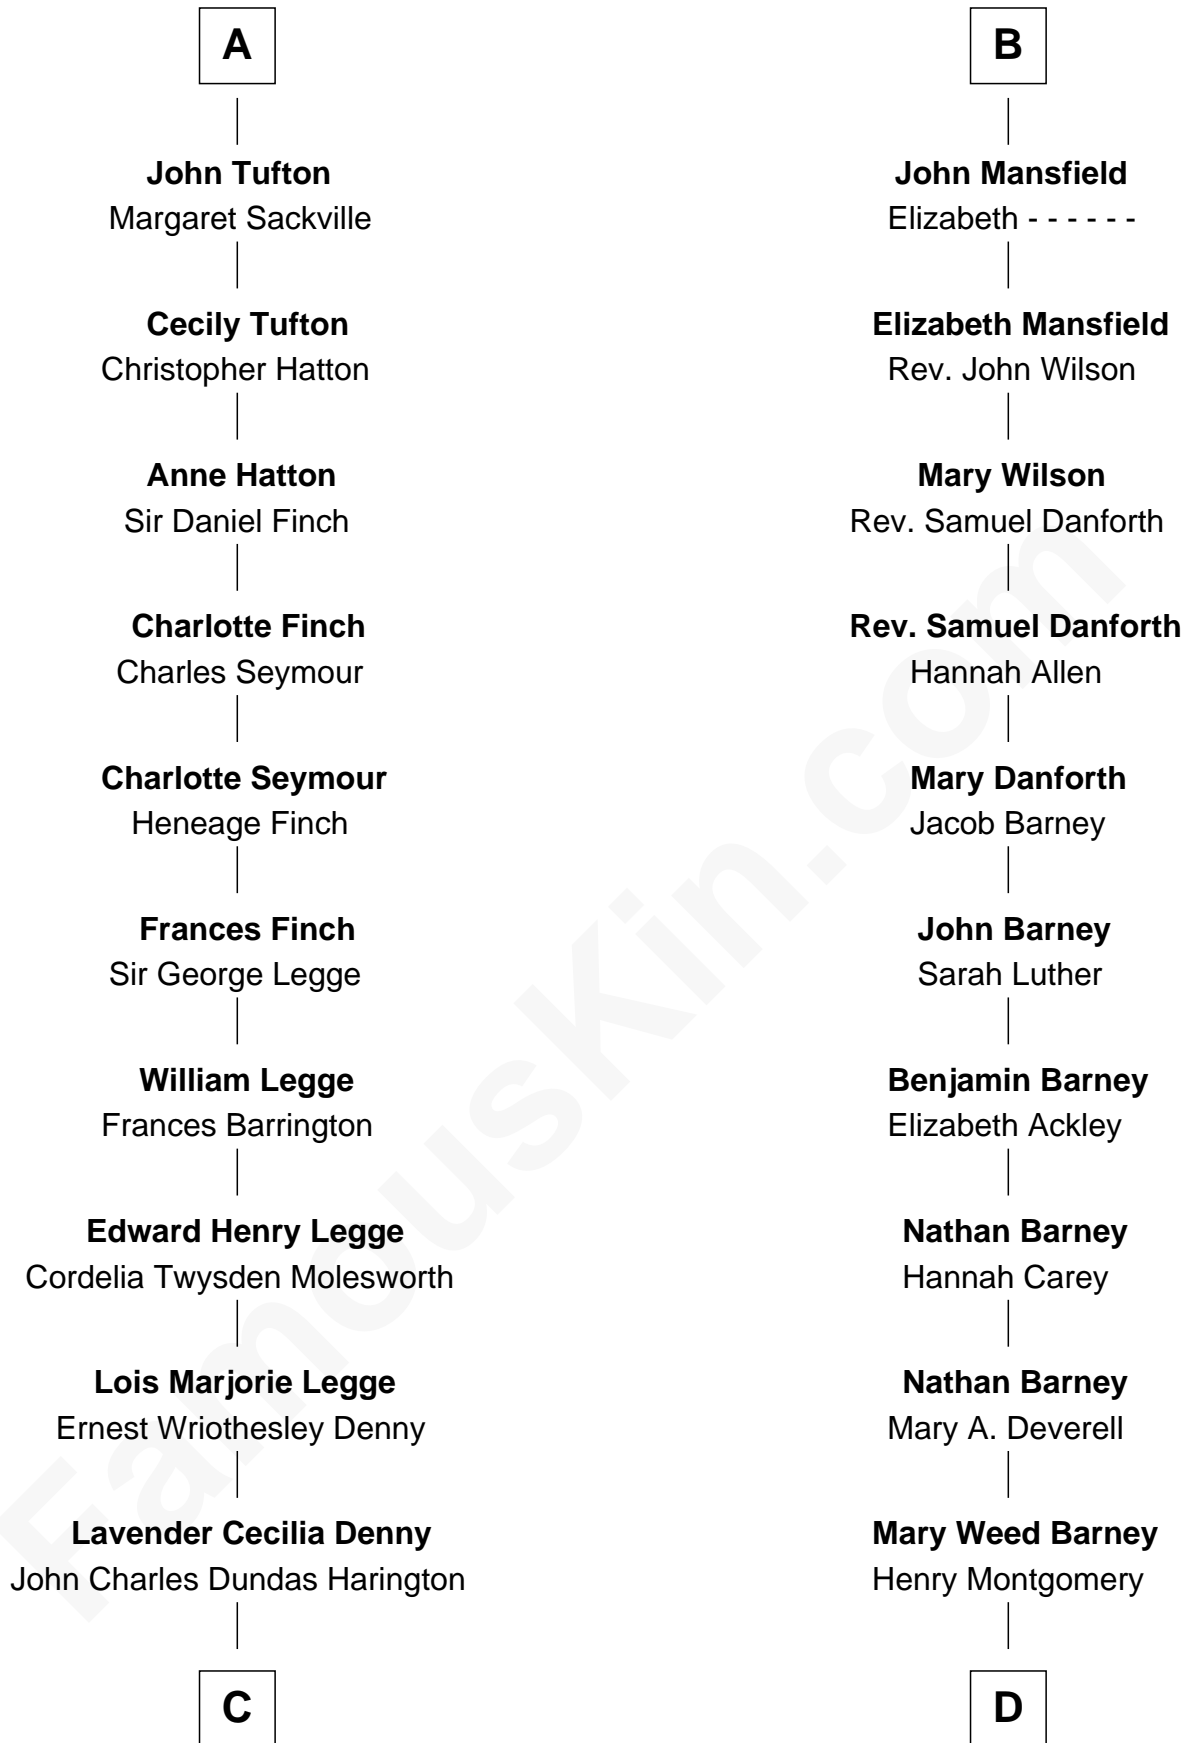 A
John Tufton
Margaret Sackville
Cecily Tufton
Christopher Hatton
Anne Hatton
Sir Daniel Finch
Charlotte Finch
Charles Seymour
Charlotte Seymour
Heneage Finch
Frances Finch
Sir George Legge
William Legge
Frances Barrington
Edward Henry Legge
Cordelia Twysden Molesworth
Lois Marjorie Legge
Ernest Wriothesley Denny
Lavender Cecilia Denny
John Charles Dundas Harington
C
B
John Mansfield
Elizabeth - - - - - -
Elizabeth Mansfield
Rev. John Wilson
Mary Wilson
Rev. Samuel Danforth
Rev. Samuel Danforth
Hannah Allen
Mary Danforth
Jacob Barney
John Barney
Sarah Luther
Benjamin Barney
Elizabeth Ackley
Nathan Barney
Hannah Carey
Nathan Barney
Mary A. Deverell
Mary Weed Barney
Henry Montgomery
D
FamousKin.com